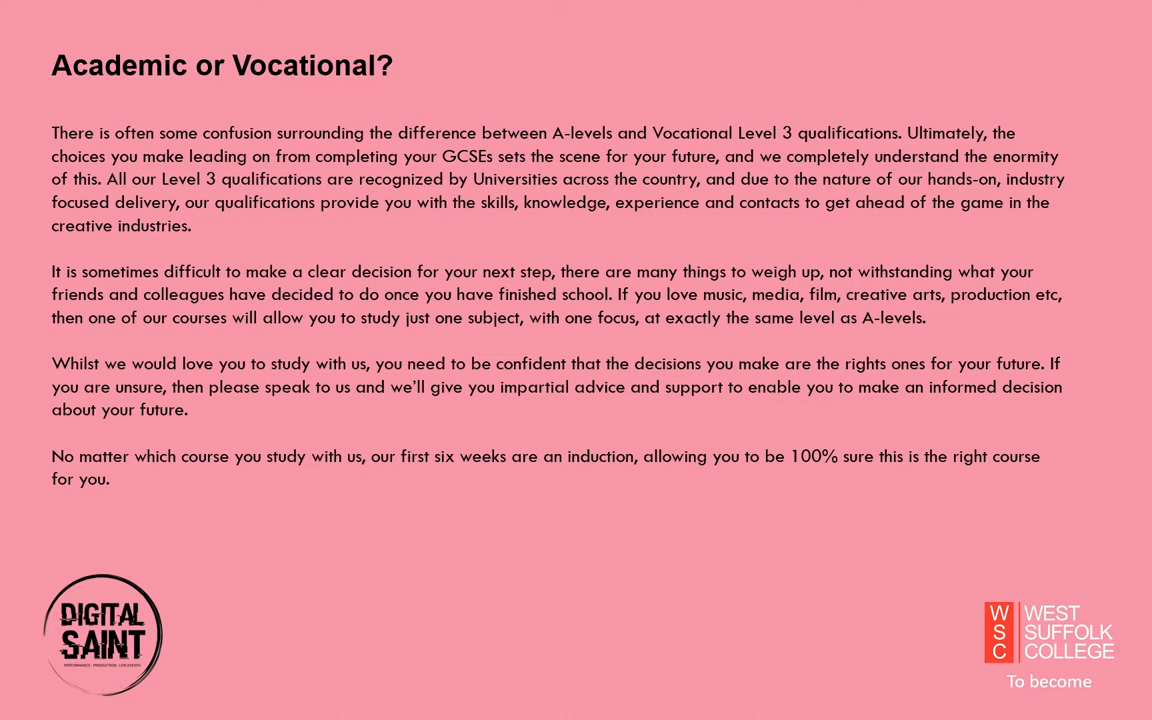 Academic or Vocational?
There is often some confusion surrounding the difference between A-levels and Vocational Level 3 qualifications. Ultimately, the
choices you make leading on from completing your GCSEs sets the scene for your future, and we completely understand the enormity
of this. All our Level 3 qualifications are recognized by Universities across the country, and due to the nature of our hands-on, industry
focused delivery, our qualifications provide you with the skills, knowledge, experience and contacts to get ahead of the game in the
creative industries.
It is sometimes difficult to make a clear decision for your next step, there are many things to weigh up, not withstanding what your
friends and colleagues have decided to do once you have finished school. If you love music, media, film, creative arts, production etc,
then one of our courses will allow you to study just one subject, with one focus, at exactly the same level as A-levels.
Whilst we would love you to study with us, you need to be confident that the decisions you make are the rights ones for your future. If
you are unsure, then please speak to us and we'll give you impartial advice and support to enable you to make an informed decision
about your future.
No matter which course you study with us, our first six weeks are an induction, allowing you to be 100% sure this is the right course
for you.
DIGITAL
SAINT
PERFORMANCE | PRODUCTION | LIVE EVENTS
W WEST
S SUFFOLK
C COLLEGE
To become